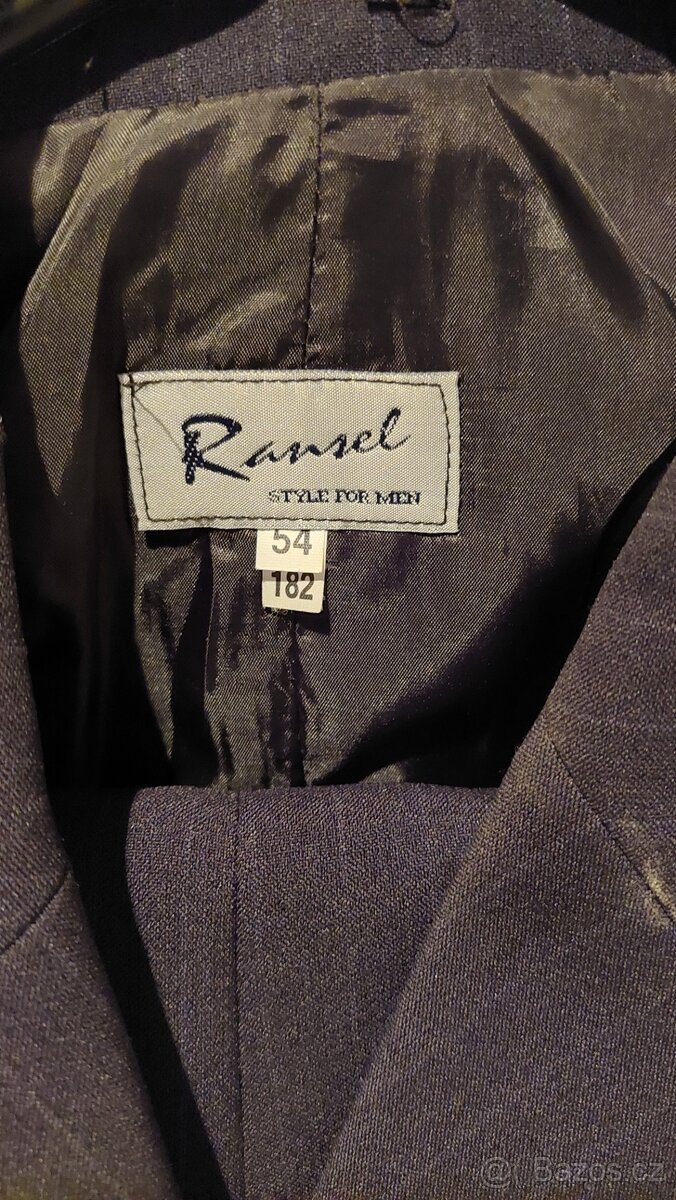 Ransel
STYLE FOR MEN
54
182
© Bazos.cz